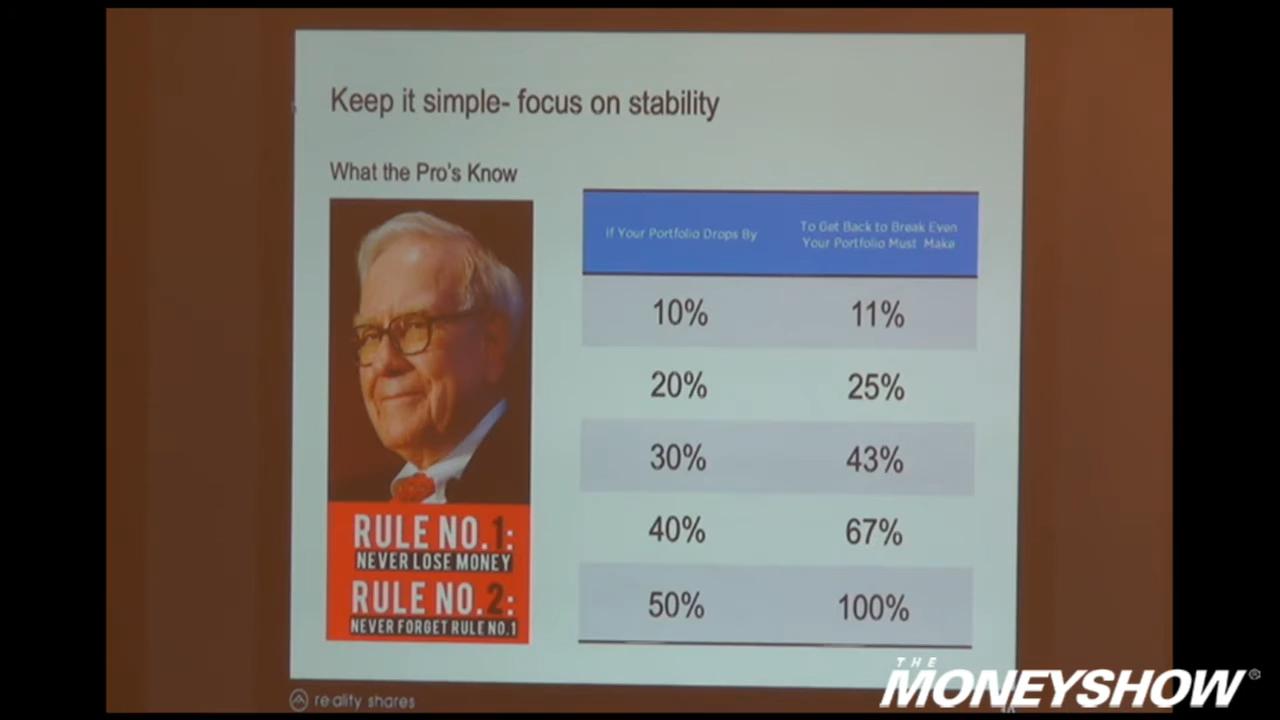 Keep it simple- focus on stability
What the Pro's Know
RULE NO.1:
NEVER LOSE MONEY
RULE NO.2:
NEVER FORGET RULE NO.1
If Your Portfolio Drops By
To Get Back to Break Even
Your Portfolio Must Make
10% 11%
20% 25%
30% 43%
40% 67%
50% 100%
reality shares
THE
MONEYSHOW®